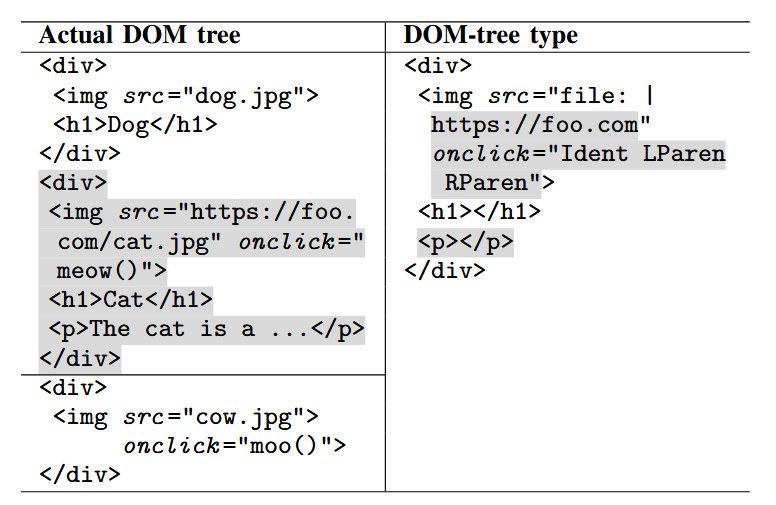 Actual DOM tree
<div>
<img src="dog.jpg">
<h1>Dog</h1>
</div>
<div>
<img src="https://foo.
com/cat.jpg" onclick="
meow()">
<h1>Cat</h1>
<p>The cat is a ...</p>
</div>
<div>
<img src="cow.jpg">
onclick="moo()">
</div>
DOM-tree type
<div>
<img src="file: |
https://foo.com"
onclick="Ident LParen
RParen">
<h1></h1>
<p></p>
</div>